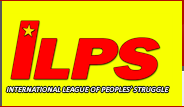 ILPS
INTERNATIONAL LEAGUE OF PEOPLES' STRUGGLE